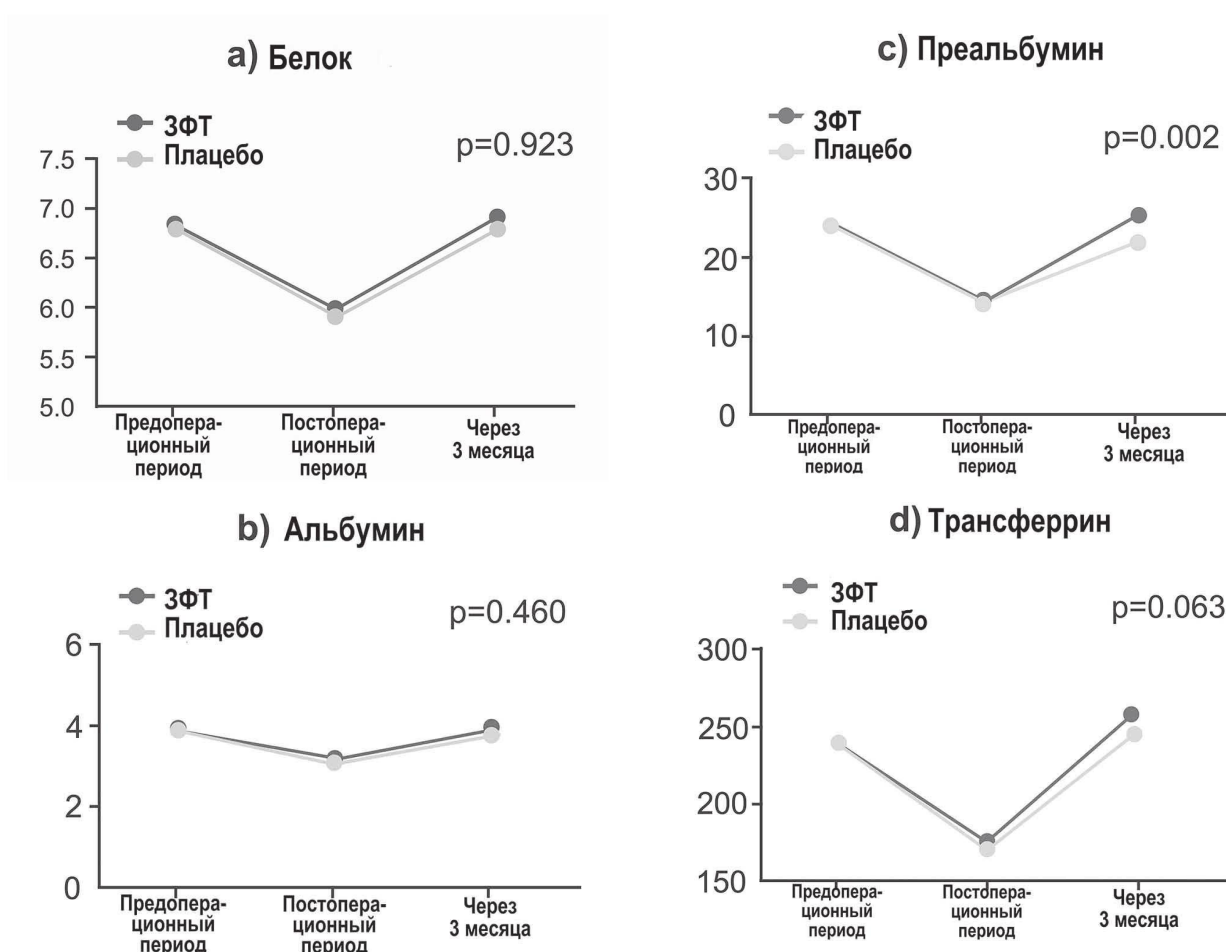 a) Белок
ЗФТ
Плацебо
p=0.923
7.5
7.0
6.5
6.0
5.5
5.0
Предопера-
ционный
период
Постопера-
ционный
период
Через
3 месяца
b) Альбумин
ЗФТ
Плацебо
p=0.460
6
4
2
0
Предопера-
ционный
период
Постопера-
ционный
период
Через
3 месяца
c) Преальбумин
ЗФТ
Плацебо
p=0.002
30
20
10
0
Предопера-
ционный
период
Постопера-
ционный
период
Через
3 месяца
d) Трансферрин
ЗФТ
Плацебо
p=0.063
300
250
200
150
Предопера-
ционный
период
Постопера-
ционный
период
Через
3 месяца